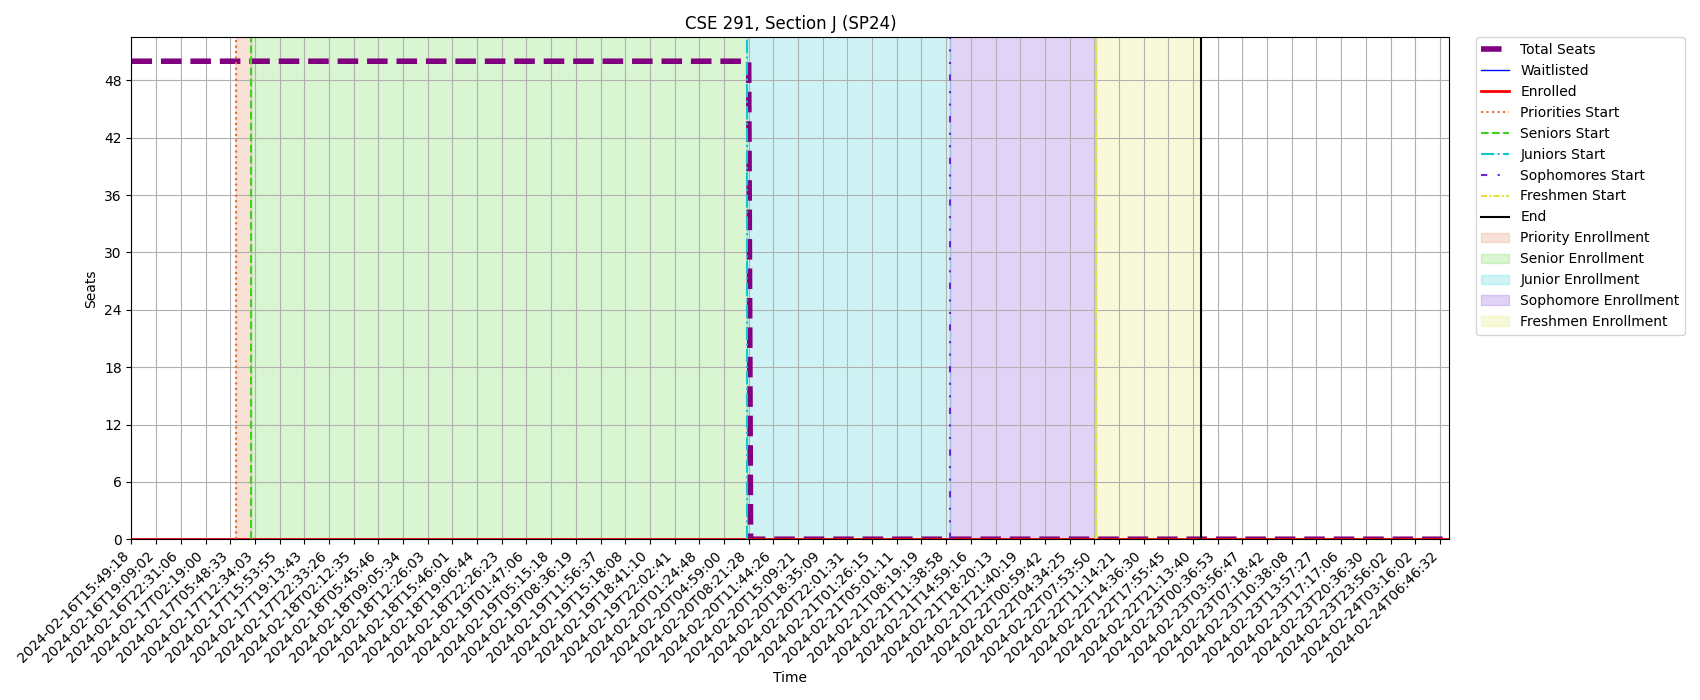 CSE 291, Section J (SP24)
Seats
48
42
36
30
24
18
12
6
0
2024-02-16T15:49:18
2024-02-16T19:09:02
2024-02-16T22:31:06
2024-02-17T02:19:00
2024-02-17T05:48:33
2024-02-17T12:34:03
2024-02-17T15:53:55
2024-02-17T19:13:43
2024-02-17T22:33:26
2024-02-18T02:12:35
2024-02-18T05:45:46
2024-02-18T09:05:34
2024-02-18T12:26:03
2024-02-18T15:46:01
2024-02-18T19:06:44
2024-02-18T22:26:23
2024-02-19T01:47:06
2024-02-19T05:15:18
2024-02-19T08:36:19
2024-02-19T11:56:37
2024-02-19T15:18:09
2024-02-19T18:41:10
2024-02-19T22:02:41
2024-02-20T01:24:48
2024-02-20T04:59:00
2024-02-20T08:21:28
2024-02-20T11:44:26
2024-02-20T15:09:21
2024-02-20T18:35:09
2024-02-20T22:01:31
2024-02-21T01:26:15
2024-02-21T05:01:11
2024-02-21T08:19:19
2024-02-21T11:38:58
2024-02-21T14:59:16
2024-02-21T18:20:13
2024-02-21T21:40:19
2024-02-22T00:59:42
2024-02-22T04:34:25
2024-02-22T07:53:50
2024-02-22T11:14:21
2024-02-22T14:36:30
2024-02-22T17:55:45
2024-02-22T21:13:40
2024-02-23T00:36:53
2024-02-23T03:56:47
2024-02-23T07:18:42
2024-02-23T10:38:08
2024-02-23T13:57:27
2024-02-23T17:17:06
2024-02-23T20:36:30
2024-02-23T23:56:02
2024-02-24T03:16:02
2024-02-24T06:46:32
Time
Total Seats
Waitlisted
Enrolled
Priorities Start
Seniors Start
Juniors Start
Sophomores Start
Freshmen Start
End
Priority Enrollment
Senior Enrollment
Junior Enrollment
Sophomore Enrollment
Freshmen Enrollment